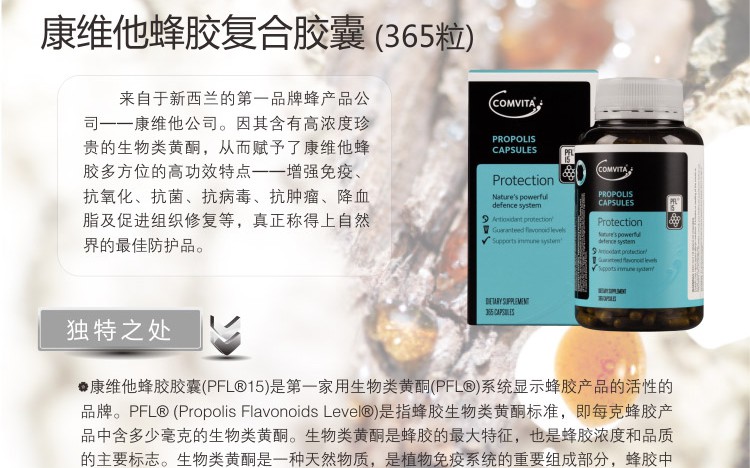 康维他蜂胶复合胶囊 (365粒)
来自于新西兰的第一品牌蜂产品公
司——康维他公司。因其含有高浓度珍
贵的生物类黄酮，从而赋予了康维他蜂
胶多方位的高功效特点——增强免疫、
抗氧化、抗菌、抗病毒、抗肿瘤、降血
脂及促进组织修复等，真正称得上自然
界的最佳防护品。
COMVITA
PROPOLIS
CAPSULES
PFL
15
Protection
Nature's powerful
defence system
Antioxidant protection
Guaranteed flavonoid levels
Supports immune system
DIETARY SUPPLEMENT
365 CAPSULES
COMVITA
PROPOLIS
CAPSULES
PFL
15
Protection
Nature's powerful
defence system
Antioxidant protection
Guaranteed flavonoid levels
Supports immune system
DIETARY SUPPLEMENT
365 CAPSULES
独特之处
康维他蜂胶胶囊(PFL®15)是第一家用生物类黄酮(PFL®)系统显示蜂胶产品的活性的
品牌。PFL® (Propolis Flavonoids Level®)是指蜂胶生物类黄酮标准，即每克蜂胶产
品中含多少毫克的生物类黄酮。生物类黄酮是蜂胶的最大特征，也是蜂胶浓度和品质
的主要标志。生物类黄酮是一种天然物质，是植物免疫系统的重要组成部分，蜂胶中